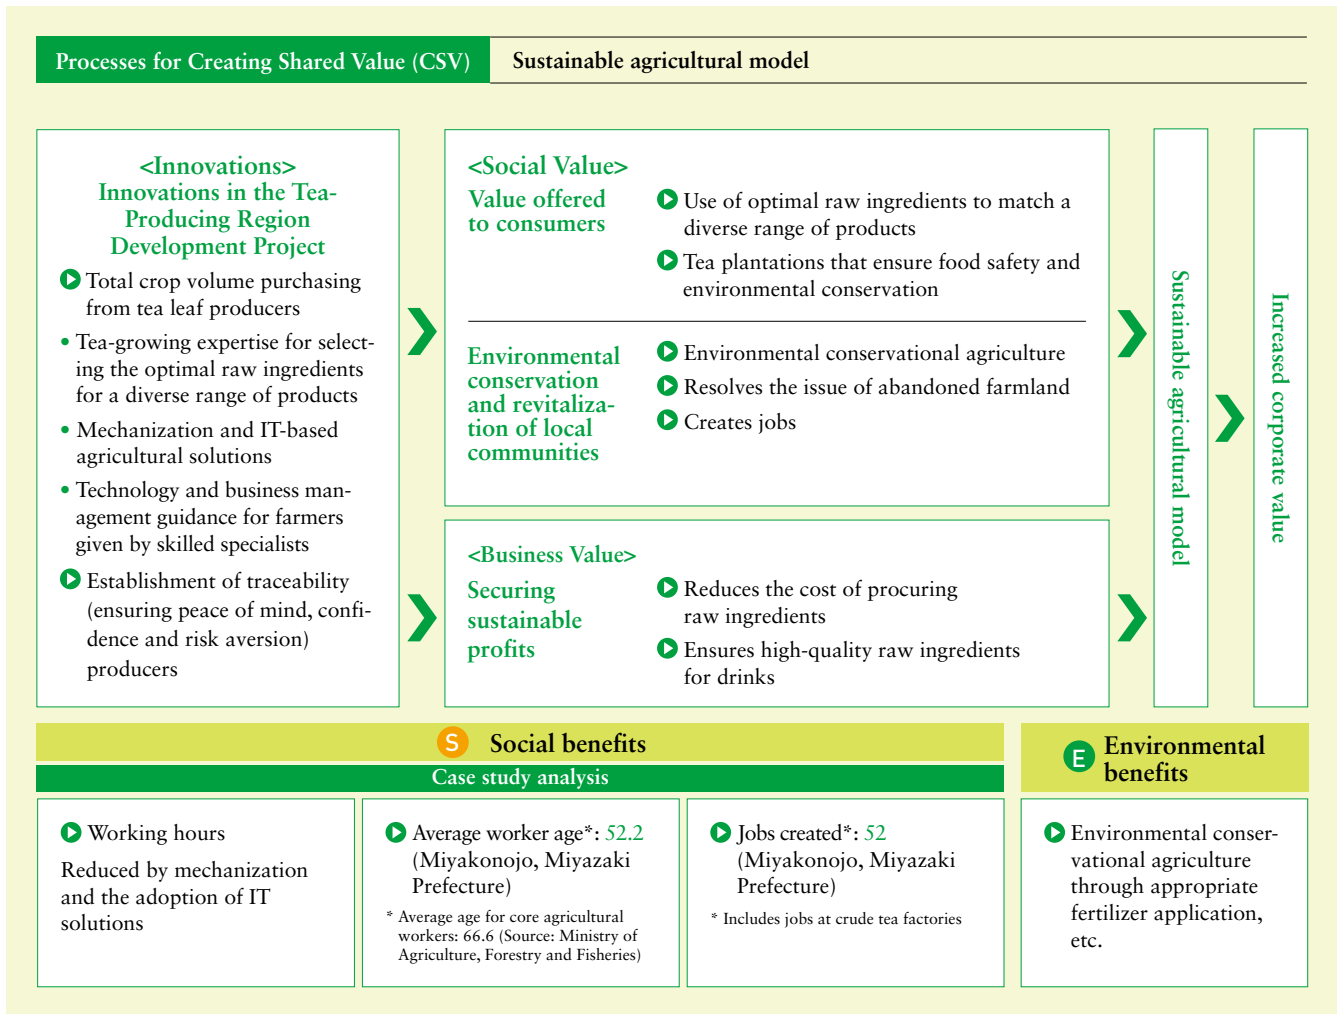 Processes for Creating Shared Value (CSV)
Sustainable agricultural model
<Innovations>
Innovations in the Tea-
Producing Region
Development Project
Total crop volume purchasing
from tea leaf producers
• Tea-growing expertise for select-
ing the optimal raw ingredients
for a diverse range of products
• Mechanization and IT-based
agricultural solutions
• Technology and business man-
agement guidance for farmers
given by skilled specialists
Establishment of traceability
(ensuring peace of mind, confi-
dence and risk aversion)
producers
<Social Value>
Value offered
to consumers
Use of optimal raw ingredients to match a
diverse range of products
Tea plantations that ensure food safety and
environmental conservation
Environmental
conservation
and revitaliza-
tion of local
communities
Environmental conservational agriculture
Resolves the issue of abandoned farmland
Creates jobs
<Business Value>
Securing
sustainable
profits
Reduces the cost of procuring
raw ingredients
Ensures high-quality raw ingredients
for drinks
Sustainable agricultural model
Increased corporate value
S Social benefits
Case study analysis
Working hours
Reduced by mechanization
and the adoption of IT
solutions
Average worker age*: 52.2
(Miyakonojo, Miyazaki
Prefecture)
* Average age for core agricultural
workers: 66.6 (Source: Ministry of
Agriculture, Forestry and Fisheries)
Jobs created*: 52
(Miyakonojo, Miyazaki
Prefecture)
* Includes jobs at crude tea factories
E Environmental
benefits
Environmental conser-
vational agriculture
through appropriate
fertilizer application,
etc.